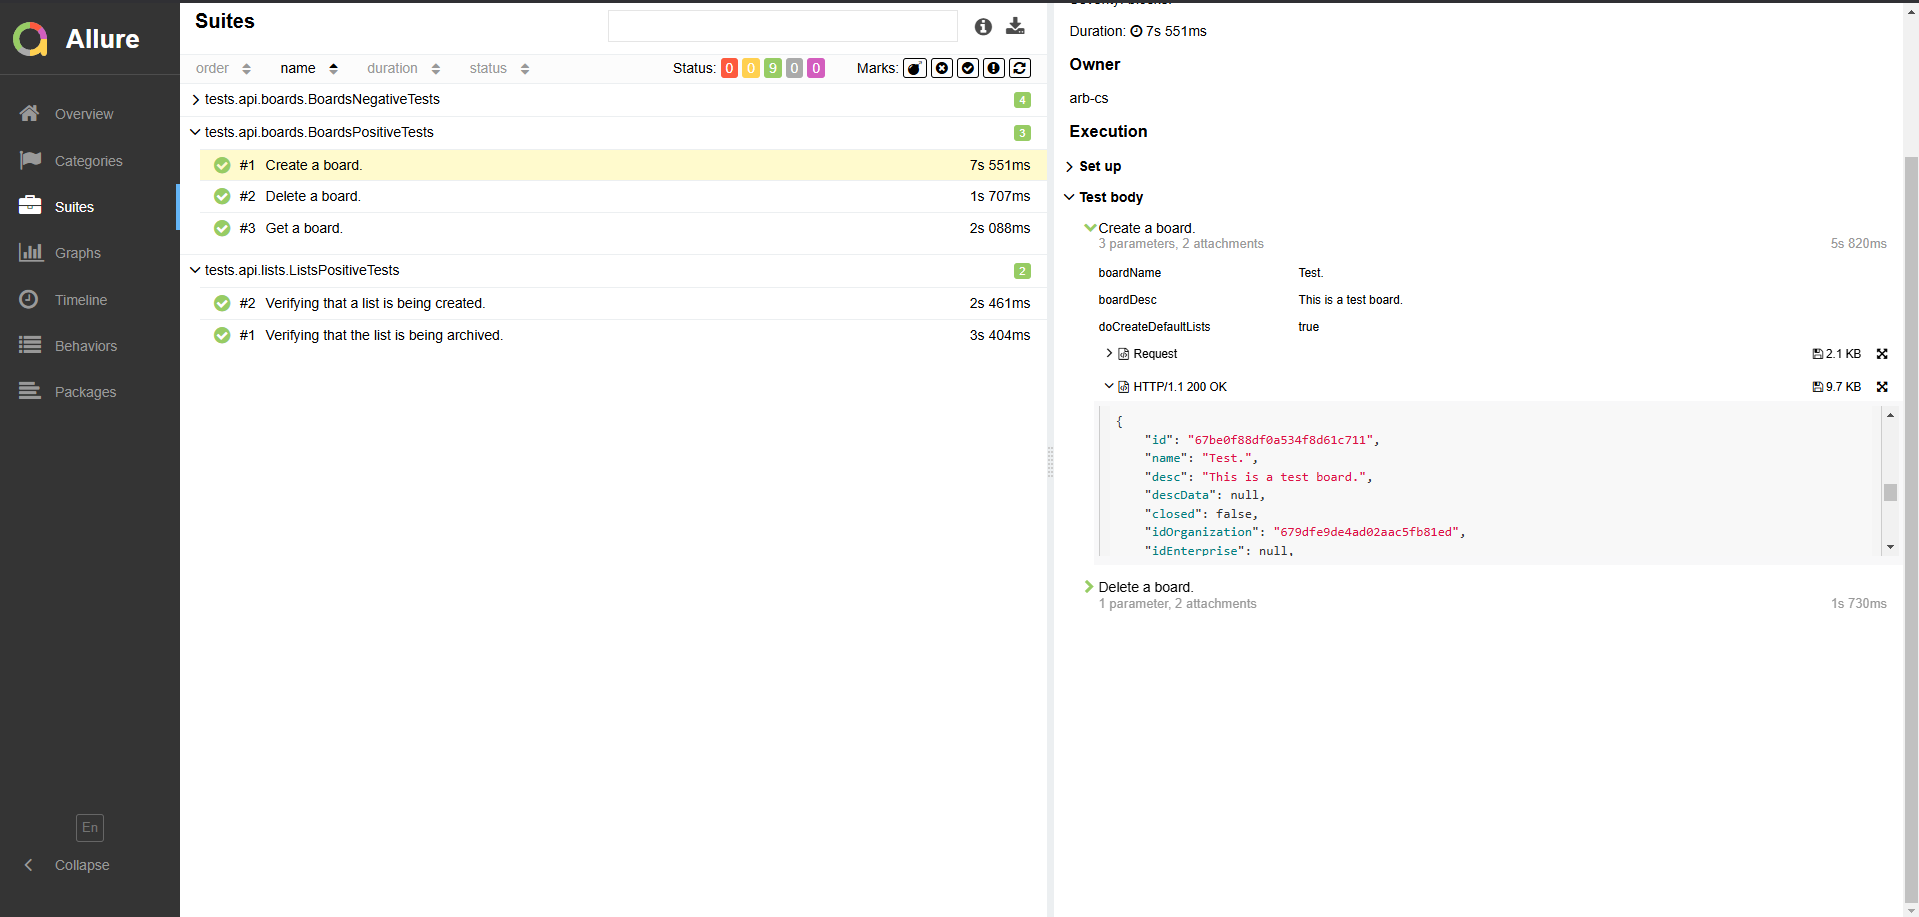 Allure
Overview
Categories
Suites
Graphs
Timeline
Behaviors
Packages
En
Collapse
Suites
order name duration status Status: 0 0 9 0 0 Marks:
tests.api.boards.BoardsNegativeTests 4
tests.api.boards.BoardsPositiveTests 3
#1 Create a board. 7s 551ms
#2 Delete a board. 1s 707ms
#3 Get a board. 2s 088ms
tests.api.lists.ListsPositiveTests 2
#2 Verifying that a list is being created. 2s 461ms
#1 Verifying that the list is being archived. 3s 404ms
Severity: blocker
Duration: 7s 551ms
Owner
arb-cs
Execution
Set up
Test body
Create a board.
3 parameters, 2 attachments 5s 820ms
boardName Test.
boardDesc This is a test board.
doCreateDefaultLists true
Request 2.1 KB
HTTP/1.1 200 OK 9.7 KB
{
"id": "67be0f88df0a534f8d61c711",
"name": "Test.",
"desc": "This is a test board.",
"descData": null,
"closed": false,
"idOrganization": "679dfe9de4ad02aac5fb81ed",
"idEnterprise": null,
Delete a board.
1 parameter, 2 attachments 1s 730ms